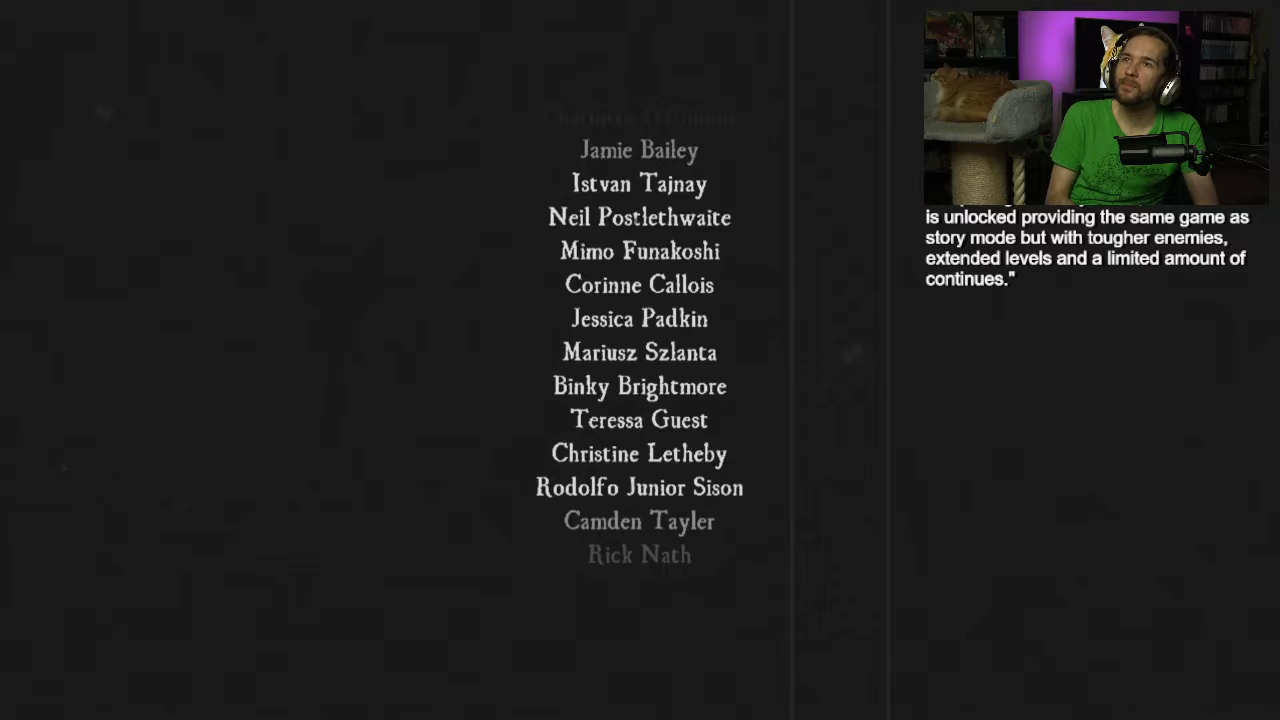 Jamie Bailey
Istvan Tajnay
Neil Postlethwaite
Mimo Funakoshi
Corinne Callois
Jessica Padkin
Mariusz Szlanta
Binky Brightmore
Teressa Guest
Christine Letheby
Rodolfo Junior Sison
Camden Tayler
Rick Nath
is unlocked providing the same game as
story mode but with tougher enemies,
extended levels and a limited amount of
continues."